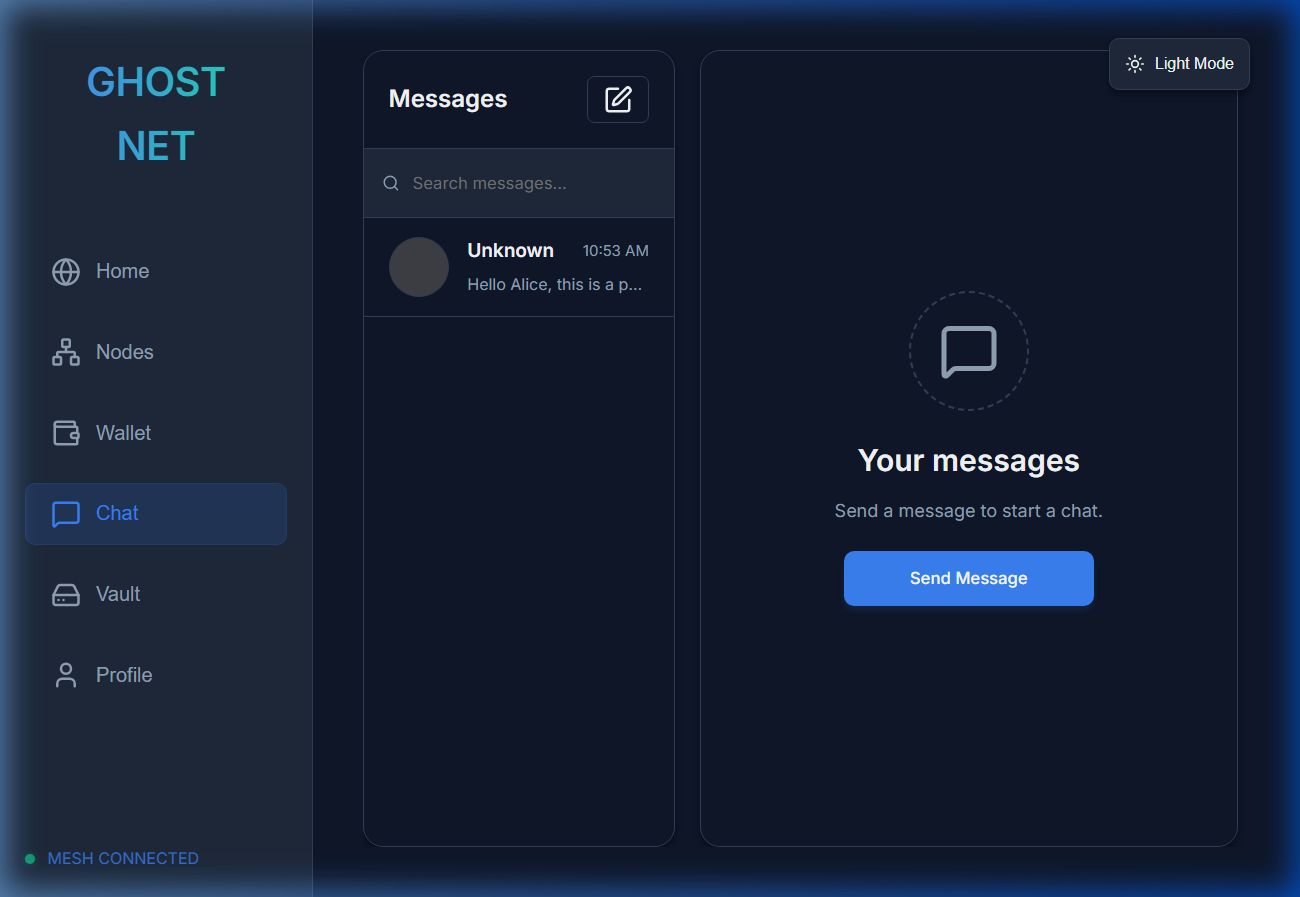 GHOST
NET
Home
Nodes
Wallet
Chat
Vault
Profile
MESH CONNECTED
Messages
Search messages...
Unknown 10:53 AM
Hello Alice, this is a p...
Light Mode
Your messages
Send a message to start a chat.
Send Message